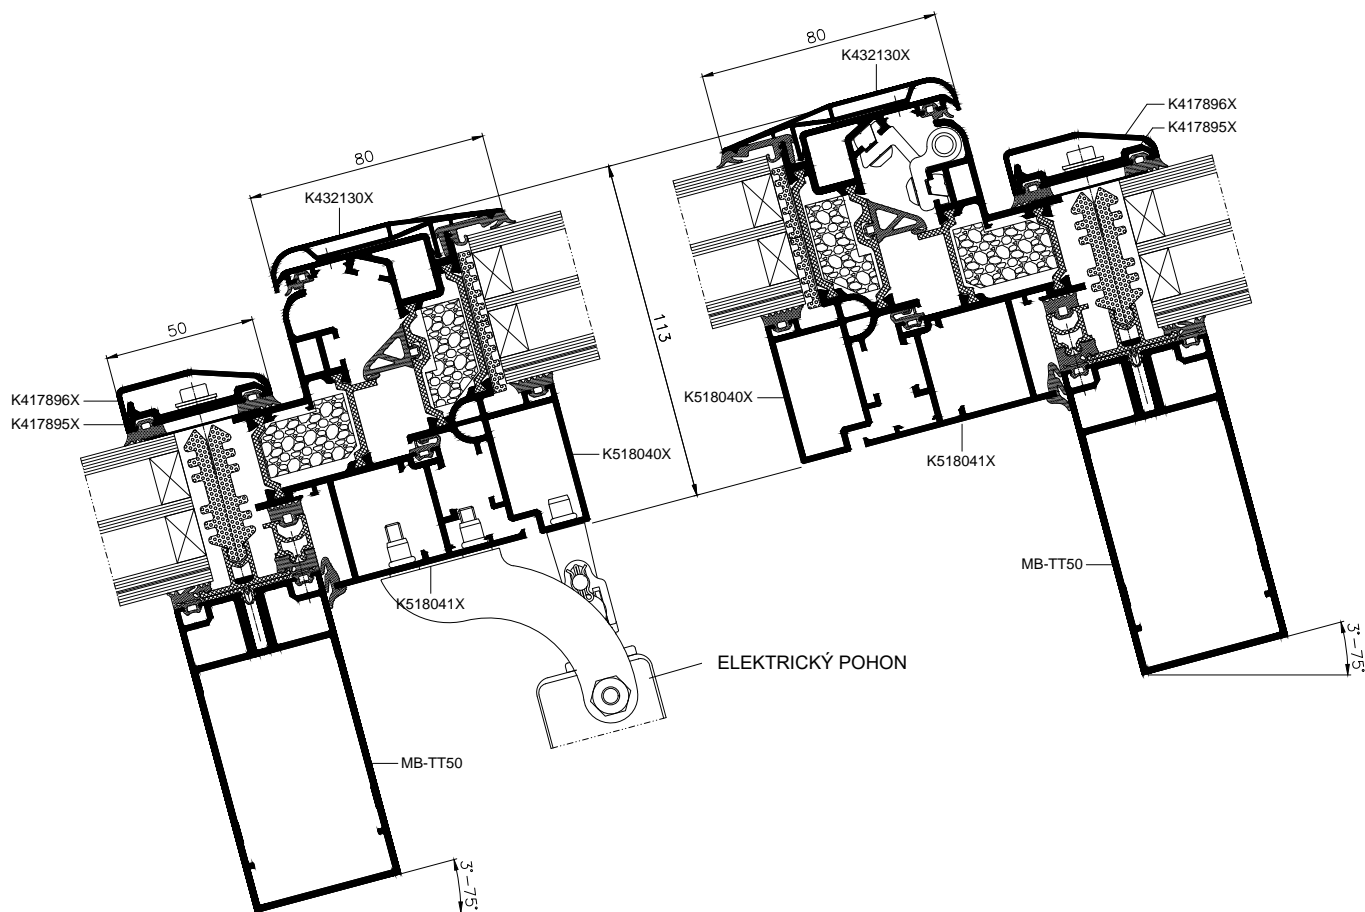 80
K432130X
K417896X
K417895X
80
K432130X
113
50
K417896X
K417895X
K518040X
K518040X
K518041X
K518041X
MB-TT50
3°-75°
ELEKTRICKÝ POHON
MB-TT50
3°-75°